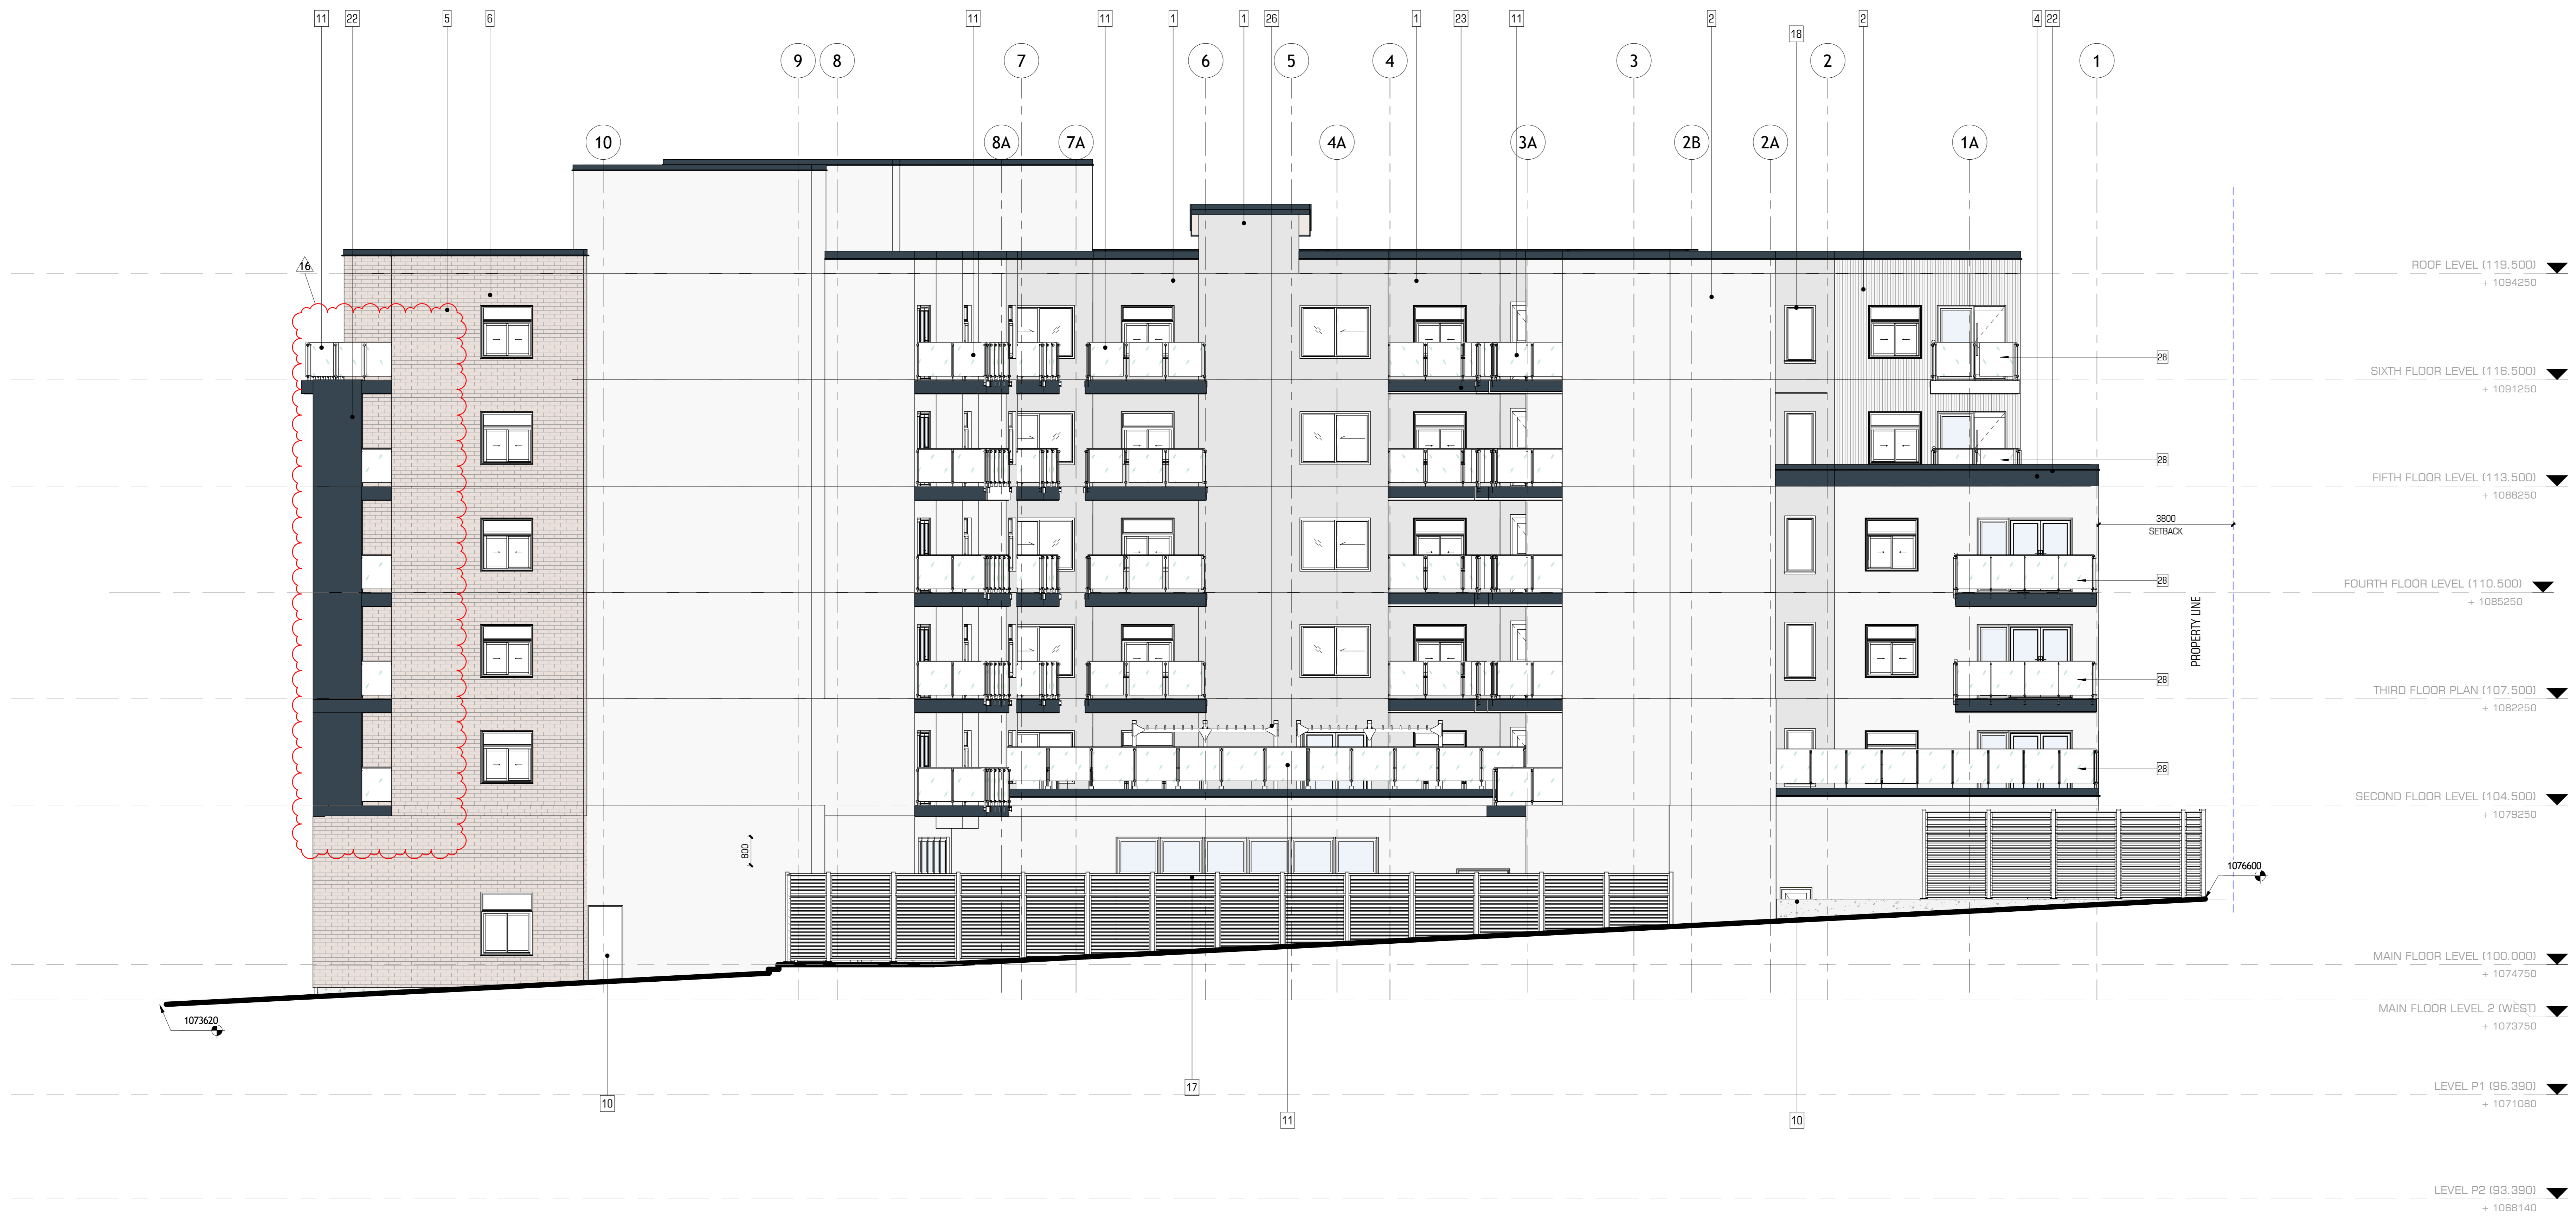 11 22 5 6 11 11 1 1 26 1 23 11 2 2 4 22
18
9 8 7 6 5 4 3 2 1
10 8A 7A 4A 3A 2B 2A 1A
16
ROOF LEVEL (119.500)
+ 1094250
28
SIXTH FLOOR LEVEL (116.500)
+ 1091250
28
FIFTH FLOOR LEVEL (113.500)
+ 1088250
3800
SETBACK
28
FOURTH FLOOR LEVEL (110.500)
+ 1085250
PROPERTY LINE
28
THIRD FLOOR PLAN (107.500)
+ 1082250
28
SECOND FLOOR LEVEL (104.500)
+ 1079250
800
1076600
MAIN FLOOR LEVEL (100.000)
+ 1074750
1073620
MAIN FLOOR LEVEL 2 (WEST)
+ 1073750
17
LEVEL P1 (96.390)
+ 1071080
10
11
10
LEVEL P2 (93.390)
+ 1068140